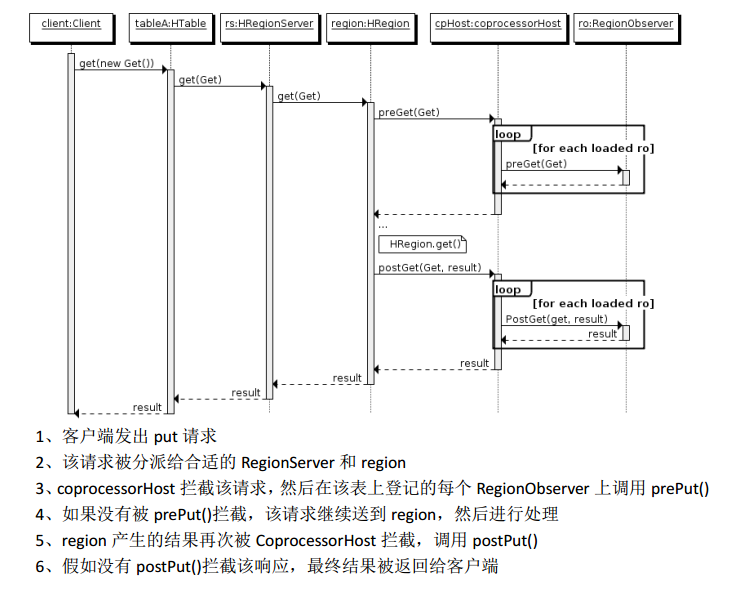 client:Client tableA:HTable rs:HRegionServer region:HRegion cpHost:coprocessorHost ro:RegionObserver
get(new Get())
get(Get)
get(Get)
preGet(Get)
loop
[for each loaded ro]
preGet(Get)
...
HRegion.get()
postGet(Get, result)
loop
[for each loaded ro]
PostGet(get, result)
result
result
result
result
result
1、客户端发出 put 请求
2、该请求被分派给合适的 RegionServer 和 region
3、coprocessorHost 拦截该请求，然后在该表上登记的每个 RegionObserver 上调用 prePut()
4、如果没有被 prePut()拦截，该请求继续送到 region，然后进行处理
5、region 产生的结果再次被 CoprocessorHost 拦截，调用 postPut()
6、假如没有 postPut()拦截该响应，最终结果被返回给客户端